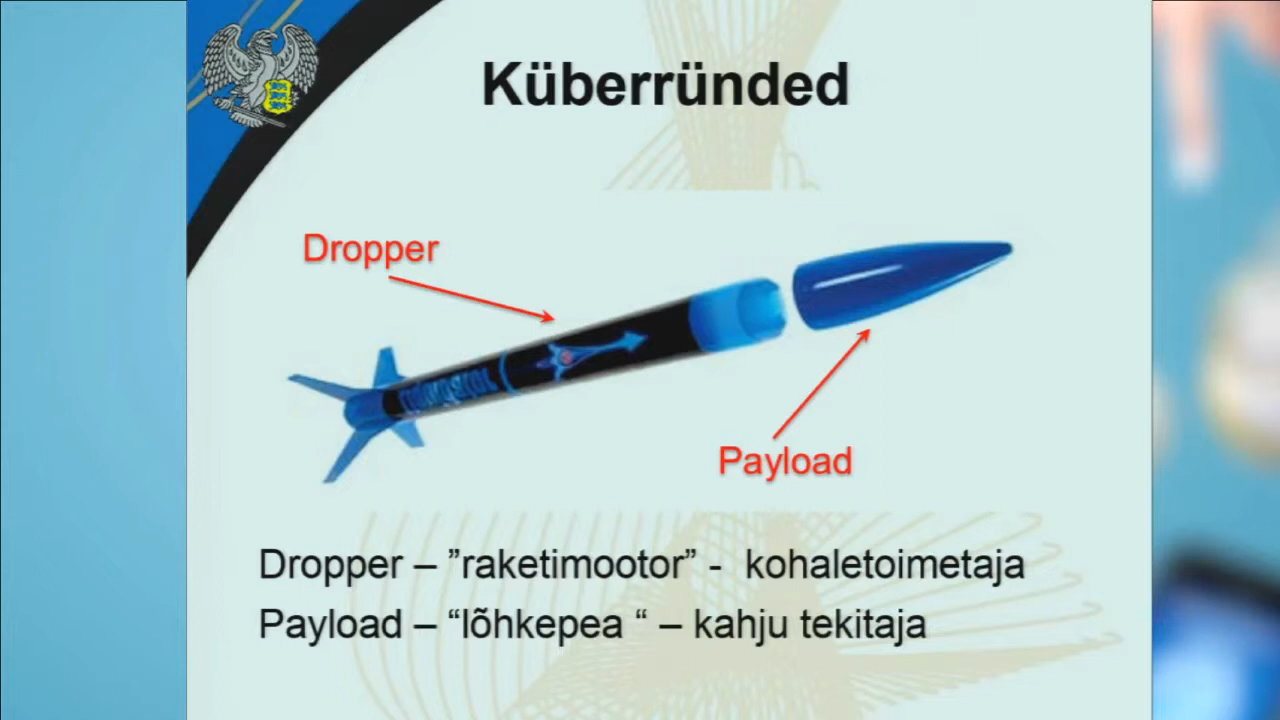 Küberründed
Dropper
Payload
Dropper – ”raketimootor” - kohaletoimetaja
Payload – “lõhkepea “ – kahju tekitaja